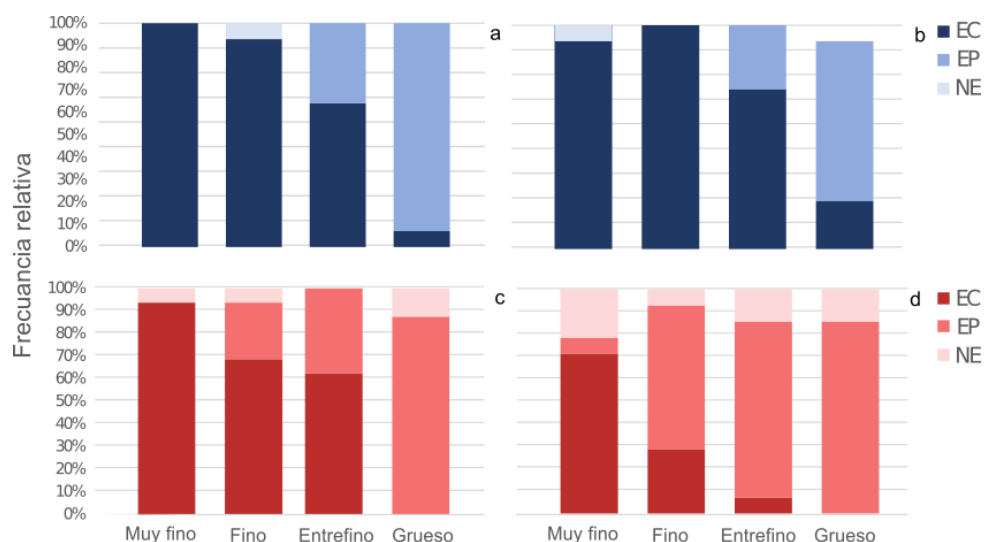 100%
90%
80%
70%
60%
50%
40%
30%
20%
10%
0%
a
b
EC
EP
NE
Frecuancia relativa
100%
90%
80%
70%
60%
50%
40%
30%
20%
10%
0%
c
d
EC
EP
NE
Muy fino Fino Entrefino Grueso
Muy fino Fino Entrefino Grueso